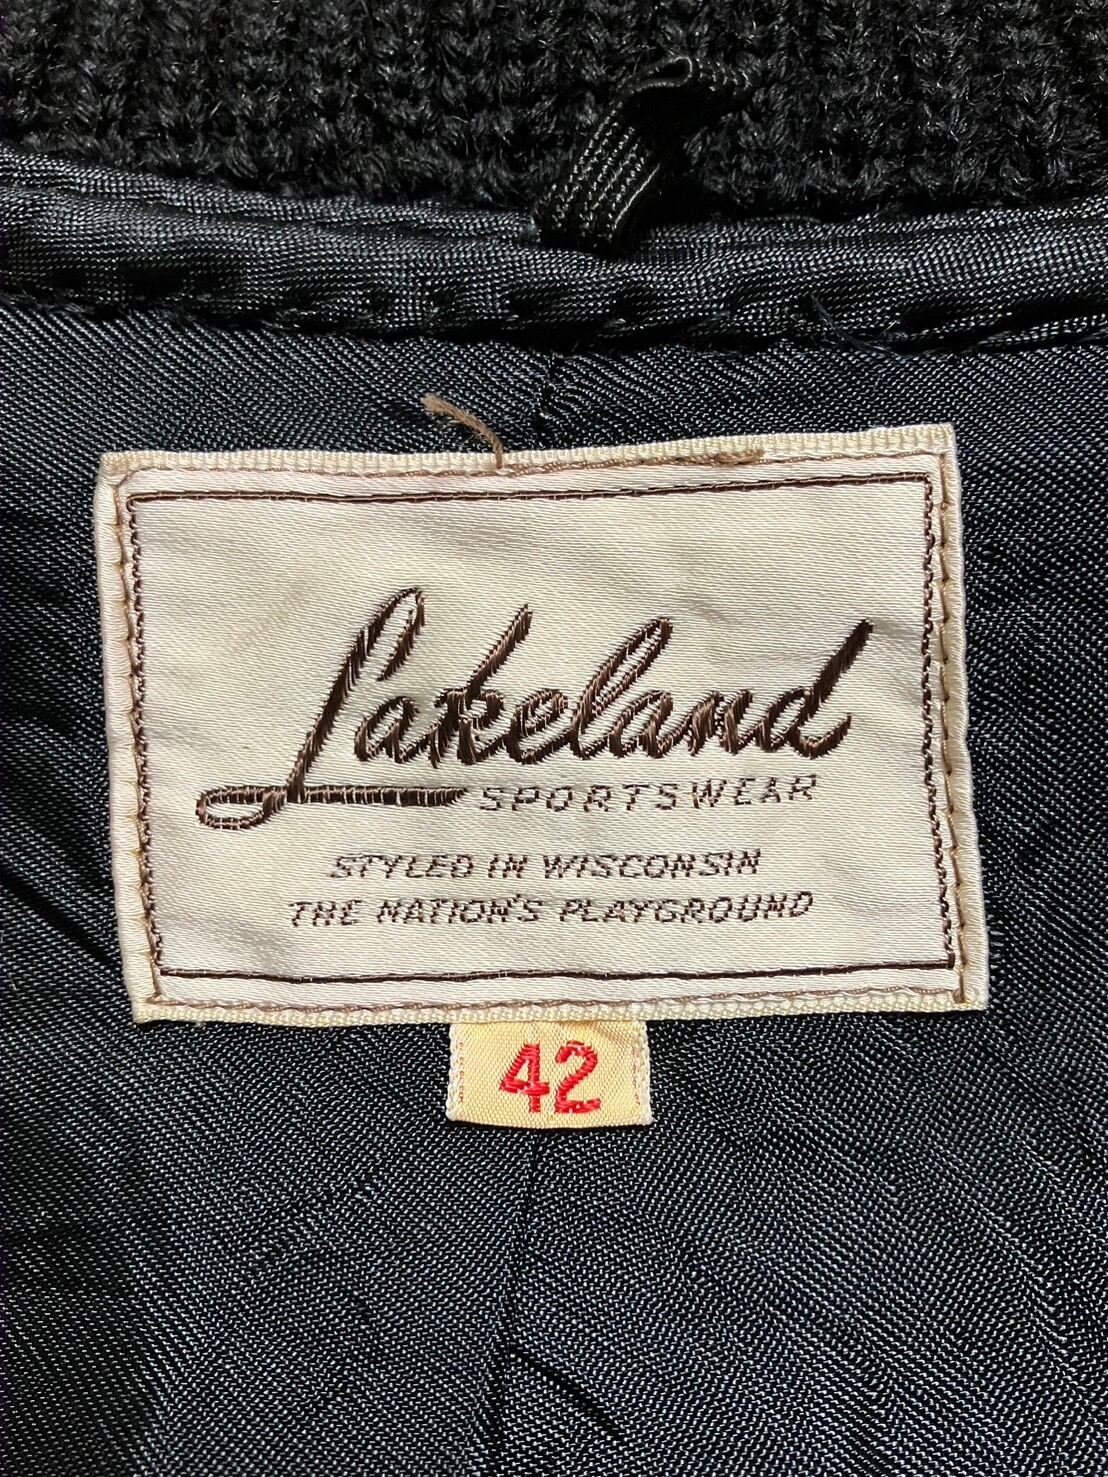 Lakeland
SPORTSWEAR
STYLED IN WISCONSIN
THE NATION'S PLAYGROUND
42